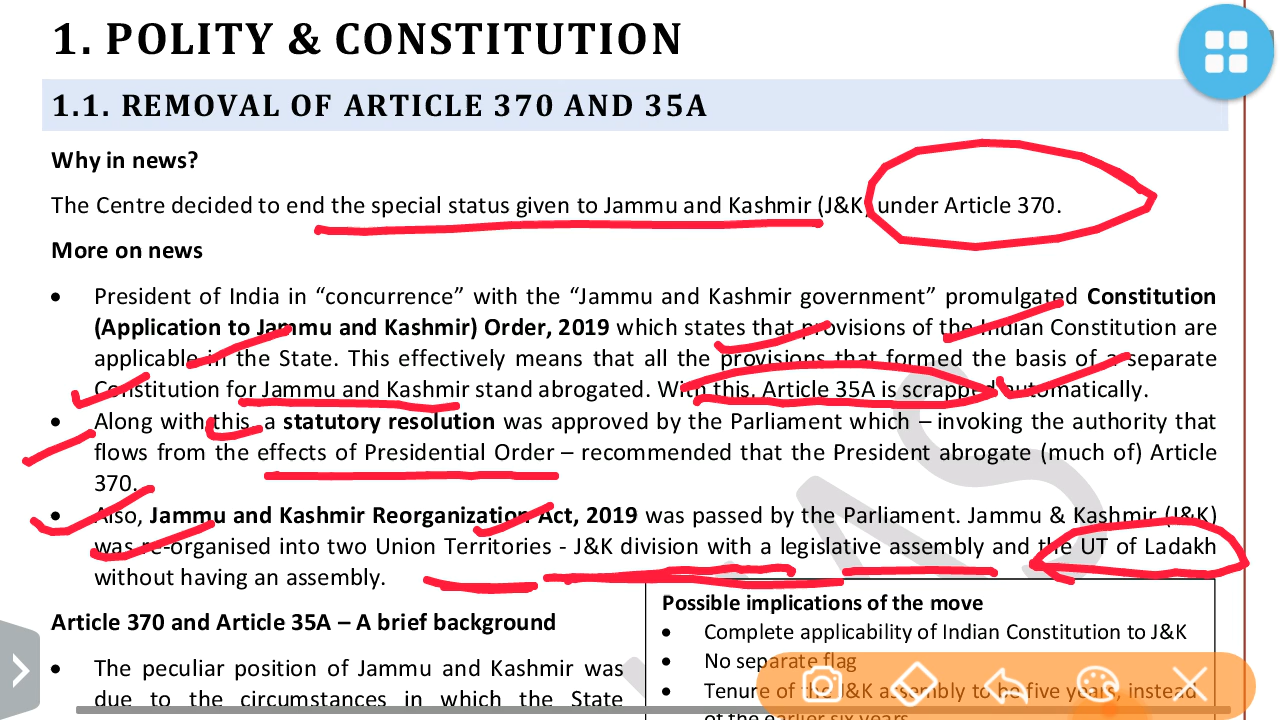 1. POLITY & CONSTITUTION
1.1. REMOVAL OF ARTICLE 370 AND 35A
Why in news?
The Centre decided to end the special status given to Jammu and Kashmir (J&K) under Article 370.
More on news
• President of India in “concurrence” with the “Jammu and Kashmir government” promulgated Constitution
(Application to Jammu and Kashmir) Order, 2019 which states that provisions of the Indian Constitution are
applicable in the State. This effectively means that all the provisions that formed the basis of a separate
Constitution for Jammu and Kashmir stand abrogated. With this, Article 35A is scrapped automatically.
• Along with this, a statutory resolution was approved by the Parliament which – invoking the authority that
flows from the effects of Presidential Order – recommended that the President abrogate (much of) Article
370.
• Also, Jammu and Kashmir Reorganization Act, 2019 was passed by the Parliament. Jammu & Kashmir (J&K)
was re-organised into two Union Territories - J&K division with a legislative assembly and the UT of Ladakh
without having an assembly.
Article 370 and Article 35A – A brief background
• The peculiar position of Jammu and Kashmir was
due to the circumstances in which the State
Possible implications of the move
• Complete applicability of Indian Constitution to J&K
• No separate flag
• Tenure of the J&K assembly to be five years, instead
of the earlier six years
AS